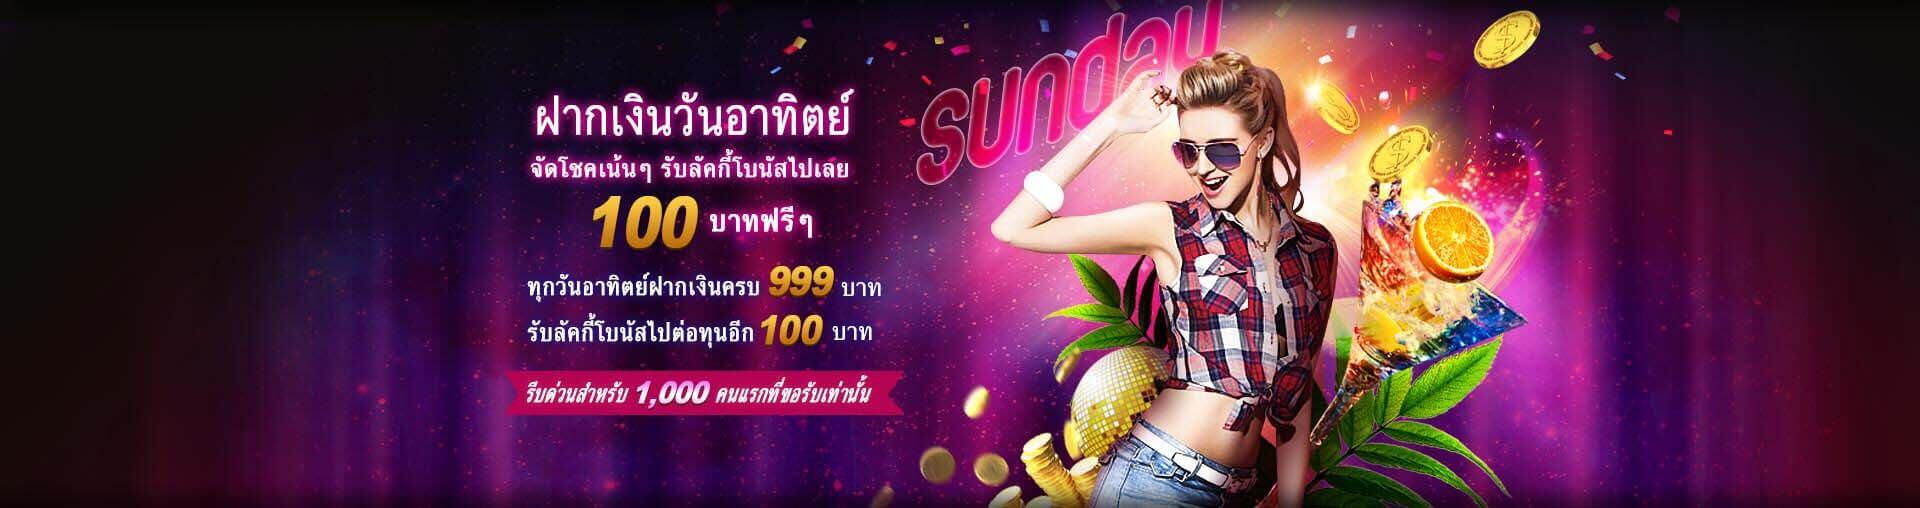 sunday
ฝากเงินวันอาทิตย์
จัดโชคเน้นๆ รับลัคกี้โบนัสไปเลย
100 บาทฟรีๆ
ทุกวันอาทิตย์ฝากเงินครบ 999 บาท
รับลัคกี้โบนัสไปต่อทุนอีก 100 บาท
รีบด่วนสำหรับ 1,000 คนแรกที่ขอรับเท่านั้น